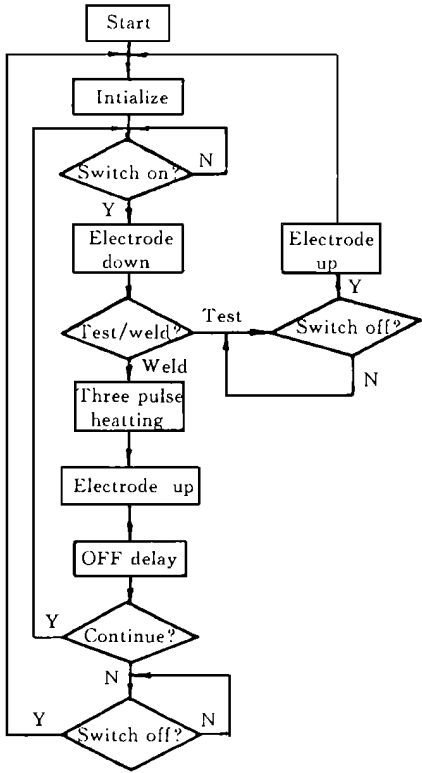 Start
Intialize
Switch on?
N
Y
Electrode
down
Electrode
up
Y
Test/weld?
Test
Switch off?
N
Weld
Three pulse
heatting
Electrode up
OFF delay
Y
Continue?
N
Y
Switch off?
N